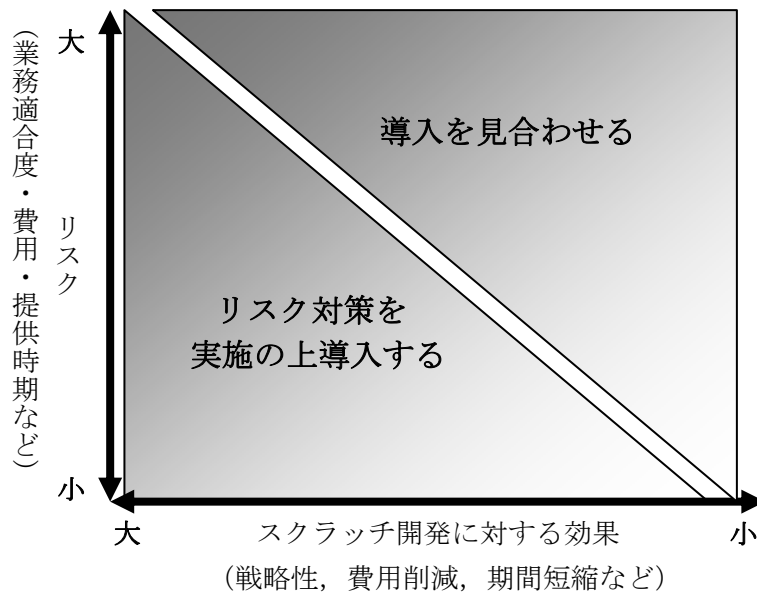 （業務適合度・費用・提供時期など）
リスク
大
小
導入を見合わせる
リスク対策を
実施の上導入する
大
スクラッチ開発に対する効果
小
（戦略性，費用削減，期間短縮など）